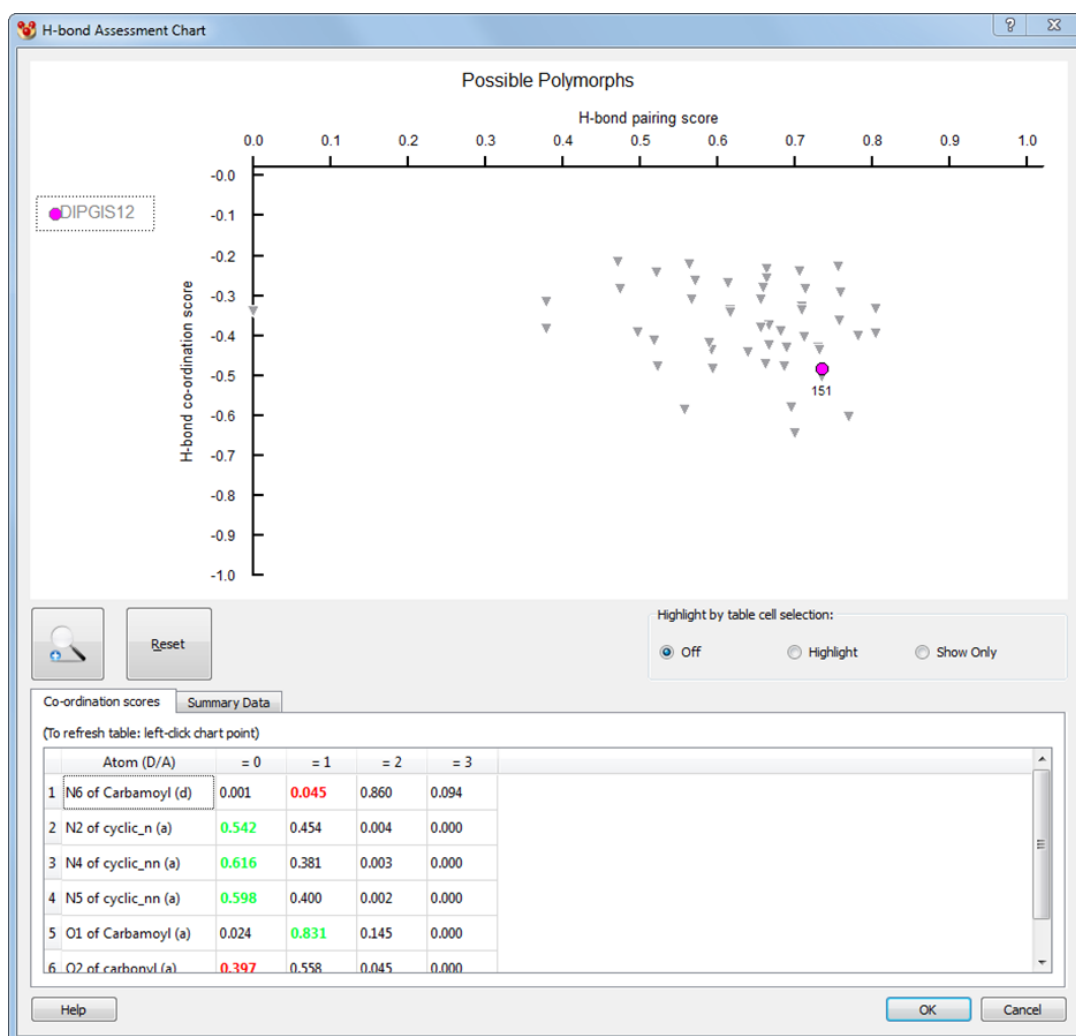 H-bond Assessment Chart
Possible Polymorphs
H-bond pairing score
0.0 0.1 0.2 0.3 0.4 0.5 0.6 0.7 0.8 0.9 1.0
-0.0
DIPGIS12
-0.1
-0.2
-0.3
-0.4
-0.5
-0.6
-0.7
-0.8
-0.9
-1.0
H-bond co-ordination score
151
Reset
Highlight by table cell selection:
Off Highlight Show Only
Co-ordination scores Summary Data
(To refresh table: left-click chart point)
Atom (D/A) = 0 = 1 = 2 = 3
1 N6 of Carbamoyl (d) 0.001 0.045 0.860 0.094
2 N2 of cyclic_n (a) 0.542 0.454 0.004 0.000
3 N4 of cyclic_nn (a) 0.616 0.381 0.003 0.000
4 N5 of cyclic_nn (a) 0.598 0.400 0.002 0.000
5 O1 of Carbamoyl (a) 0.024 0.831 0.145 0.000
6 O2 of carbonyl (a) 0.397 0.558 0.045 0.000
Help OK Cancel